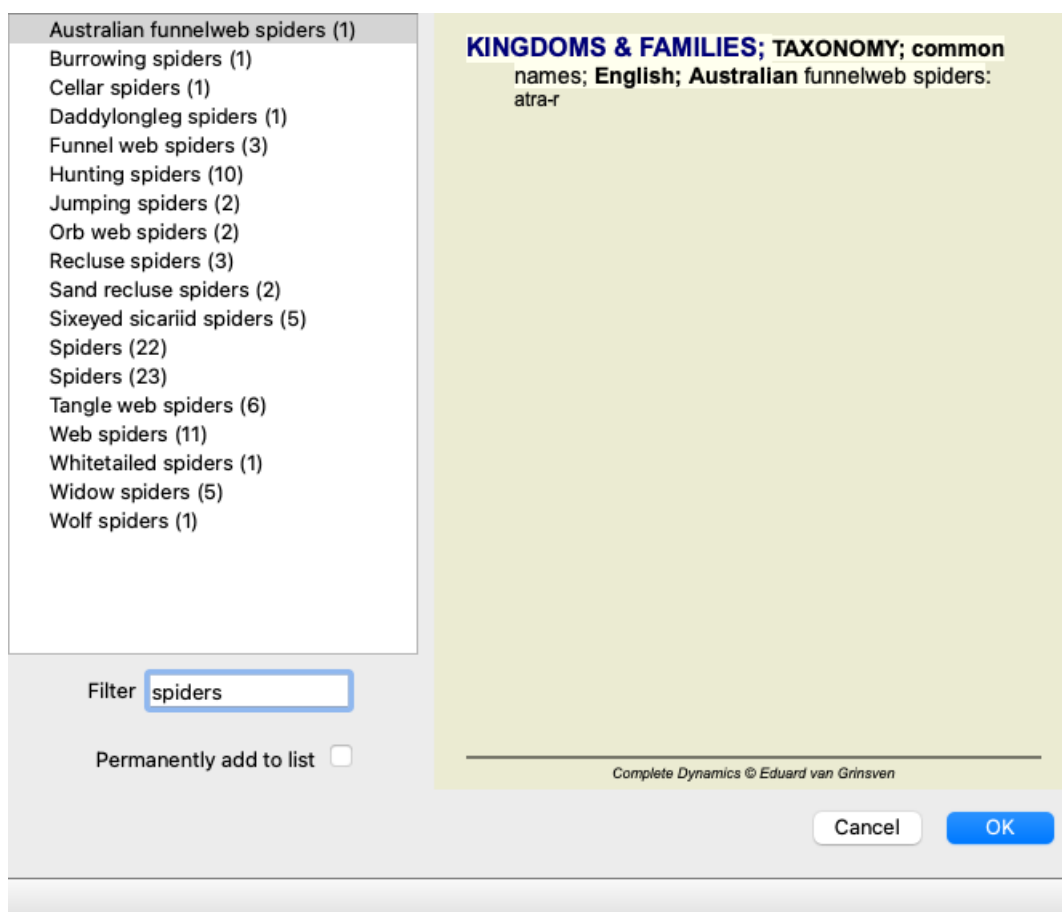 Australian funnelweb spiders (1)
Burrowing spiders (1)
Cellar spiders (1)
Daddylongleg spiders (1)
Funnel web spiders (3)
Hunting spiders (10)
Jumping spiders (2)
Orb web spiders (2)
Recluse spiders (3)
Sand recluse spiders (2)
Sixeyed sicariid spiders (5)
Spiders (22)
Spiders (23)
Tangle web spiders (6)
Web spiders (11)
Whitetailed spiders (1)
Widow spiders (5)
Wolf spiders (1)
Filter spiders
Permanently add to list
KINGDOMS & FAMILIES; TAXONOMY; common
names; English; Australian funnelweb spiders:
atra-r
Complete Dynamics © Eduard van Grinsven
Cancel OK